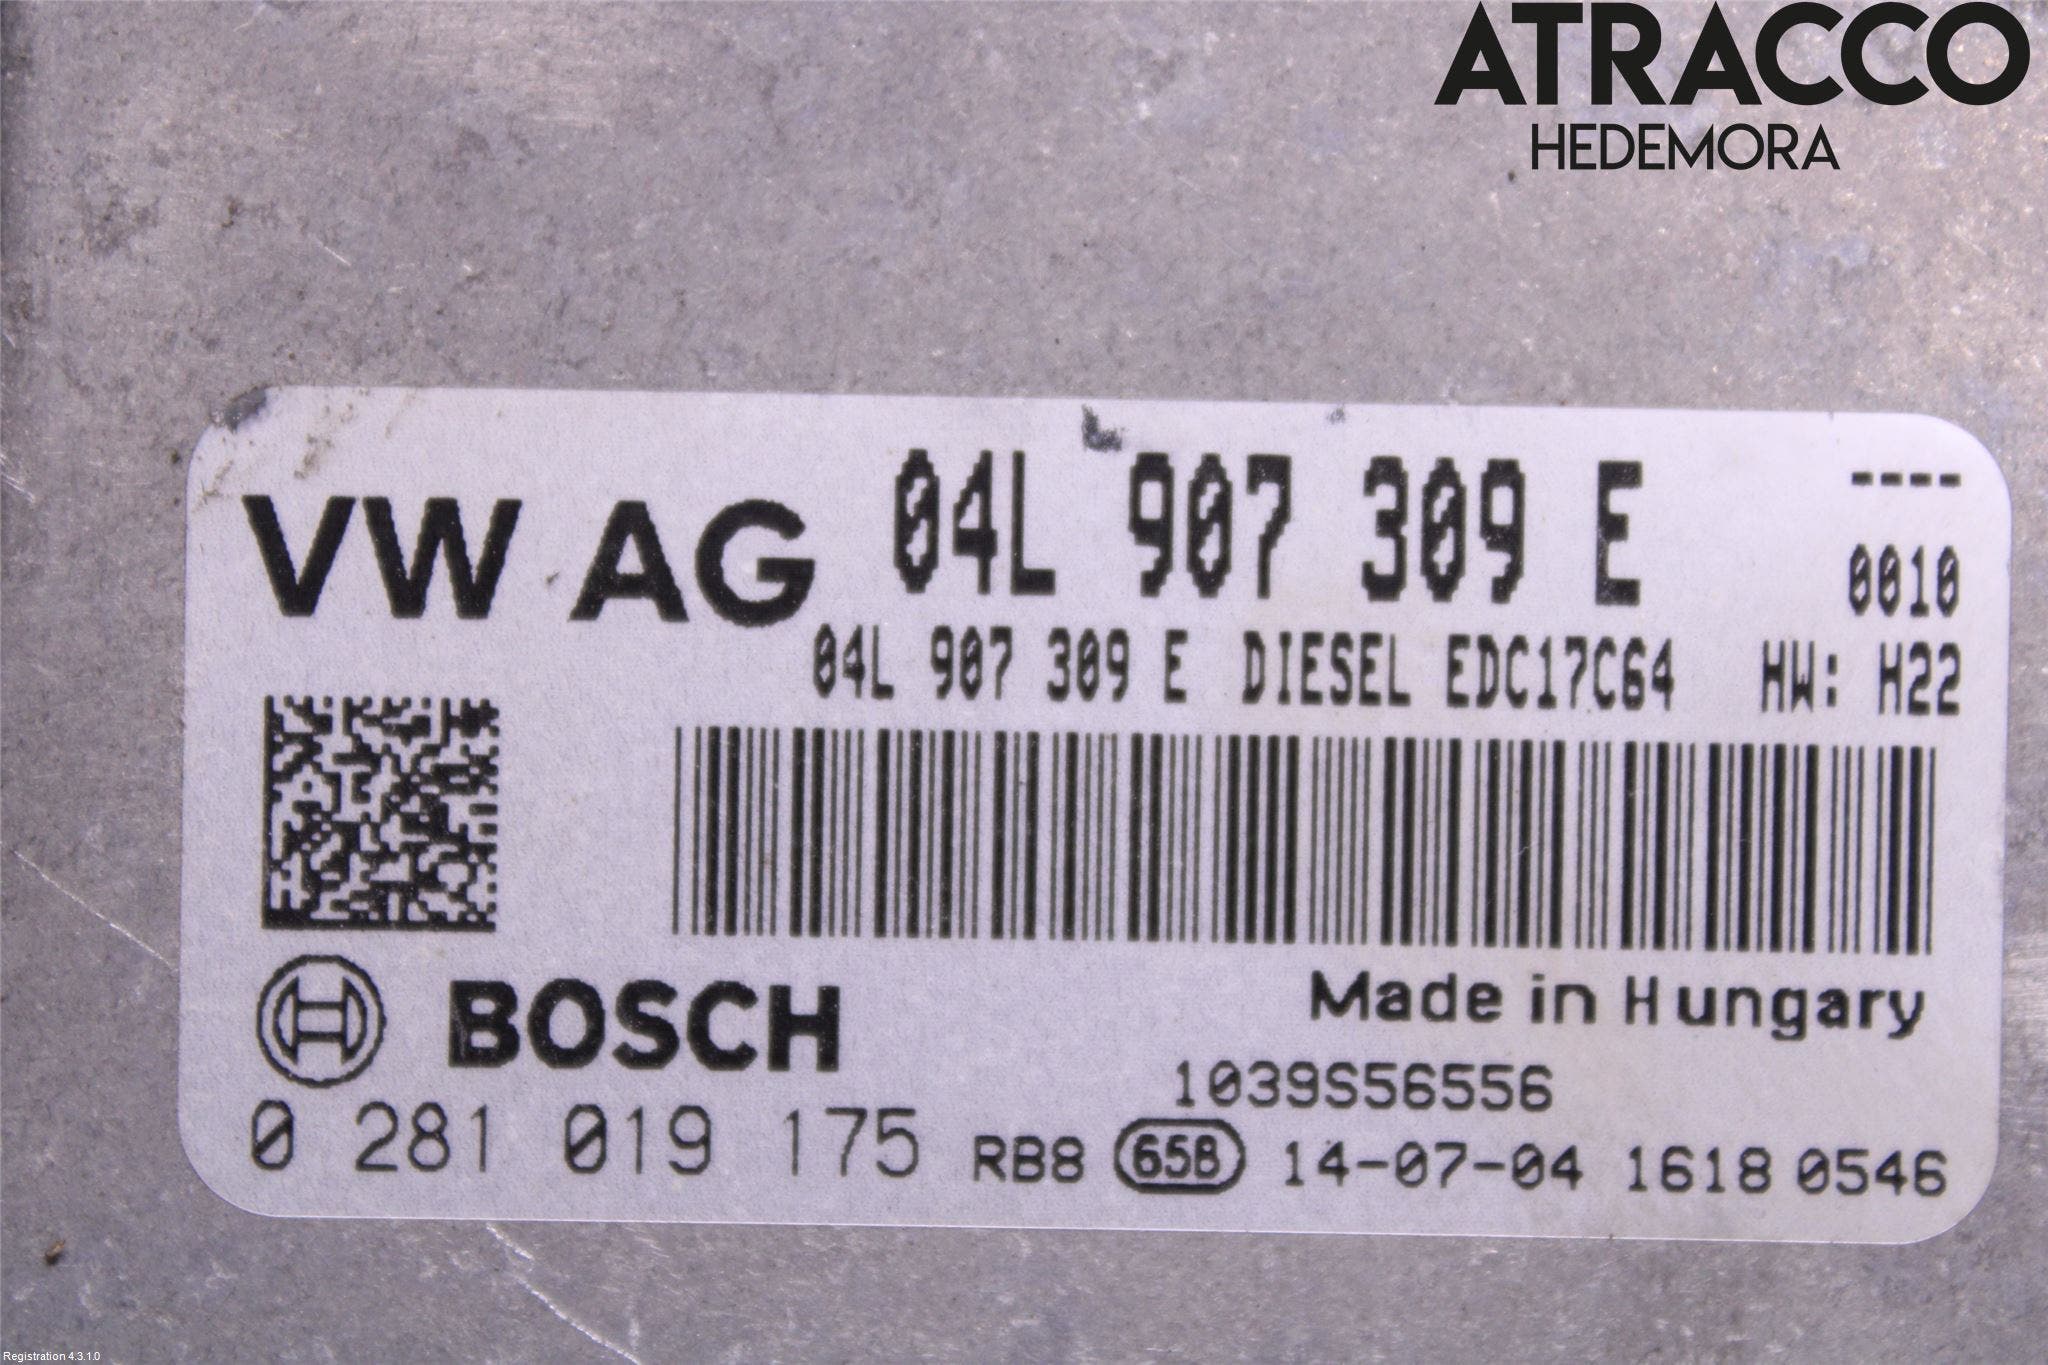 ATRACCO
HEDEMORA
VW AG 04L 907 309 E ----
0010
04L 907 309 E DIESEL EDC17C64 HW: H22
BOSCH
Made in Hungary
1039S56556
0 281 019 175 RB8 65B 14-07-04 1618 0546
Registration 4.3.1.0